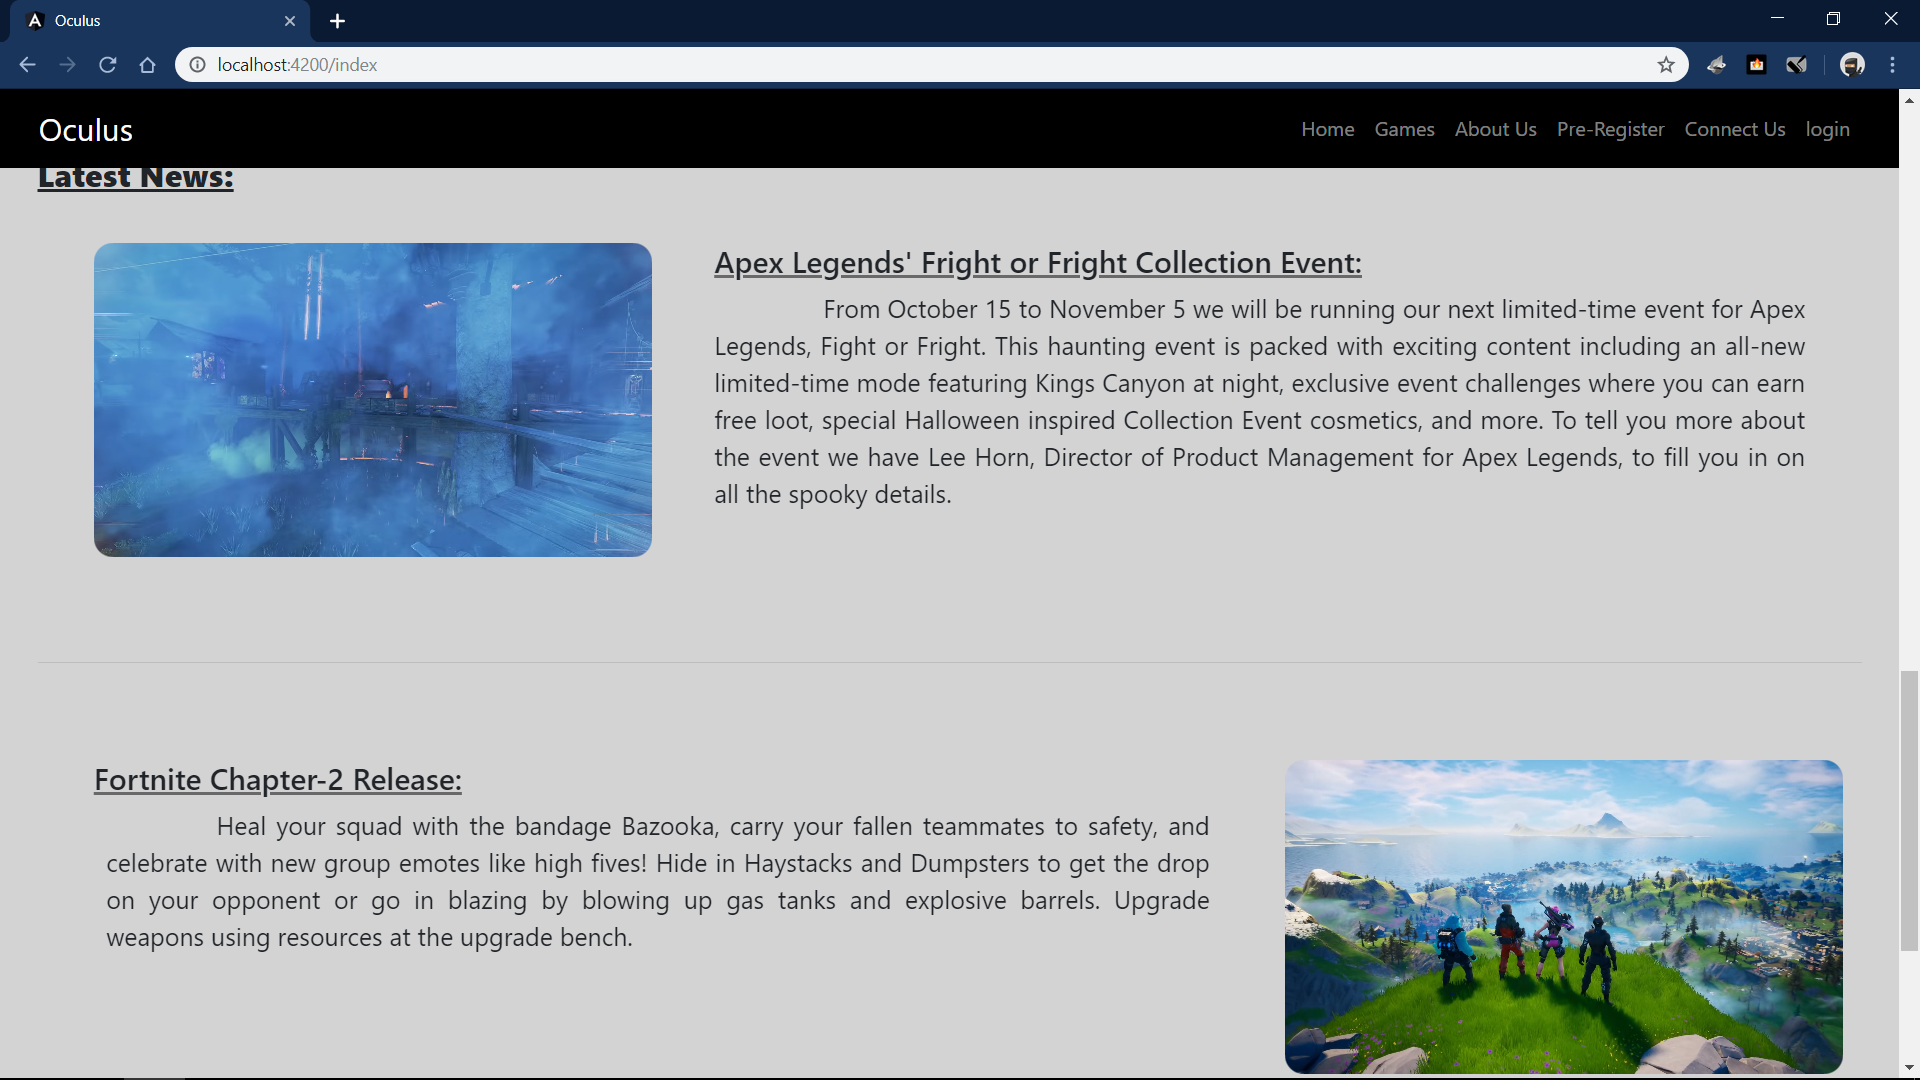 Oculus
localhost:4200/index
Oculus
Home Games About Us Pre-Register Connect Us login
Latest News:
Apex Legends' Fright or Fright Collection Event:
From October 15 to November 5 we will be running our next limited-time event for Apex
Legends, Fight or Fright. This haunting event is packed with exciting content including an all-new
limited-time mode featuring Kings Canyon at night, exclusive event challenges where you can earn
free loot, special Halloween inspired Collection Event cosmetics, and more. To tell you more about
the event we have Lee Horn, Director of Product Management for Apex Legends, to fill you in on
all the spooky details.
Fortnite Chapter-2 Release:
Heal your squad with the bandage Bazooka, carry your fallen teammates to safety, and
celebrate with new group emotes like high fives! Hide in Haystacks and Dumpsters to get the drop
on your opponent or go in blazing by blowing up gas tanks and explosive barrels. Upgrade
weapons using resources at the upgrade bench.